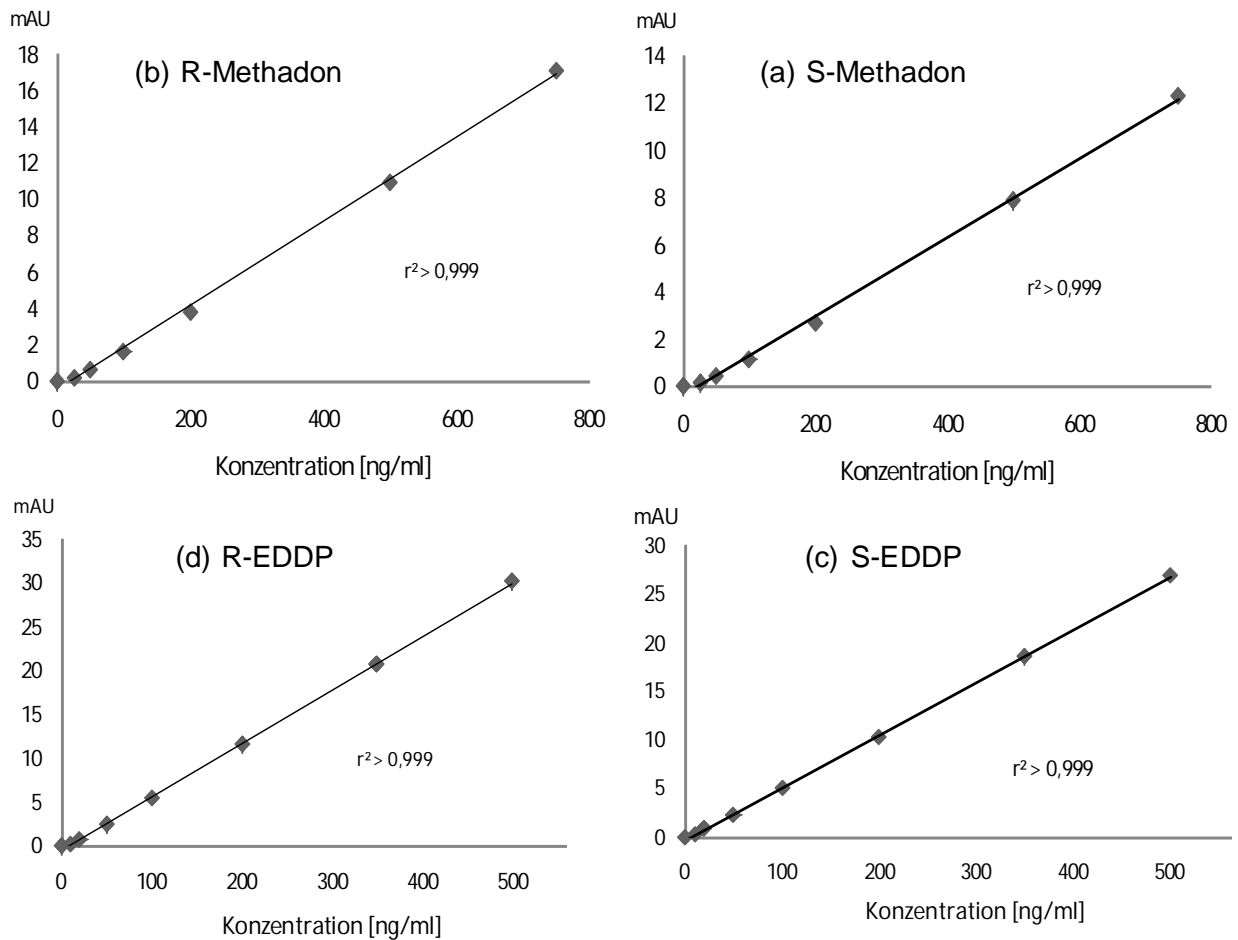 mAU
(b) R-Methadon
18
16
14
12
10
8
6
4
2
0
r² > 0,999
0 200 400 600 800
Konzentration [ng/ml]
mAU
(a) S-Methadon
14
12
10
8
6
4
2
0
r² > 0,999
0 200 400 600 800
Konzentration [ng/ml]
mAU
(d) R-EDDP
35
30
25
20
15
10
5
0
r² > 0,999
0 100 200 300 400 500
Konzentration [ng/ml]
mAU
(c) S-EDDP
30
25
20
15
10
5
0
r² > 0,999
0 100 200 300 400 500
Konzentration [ng/ml]